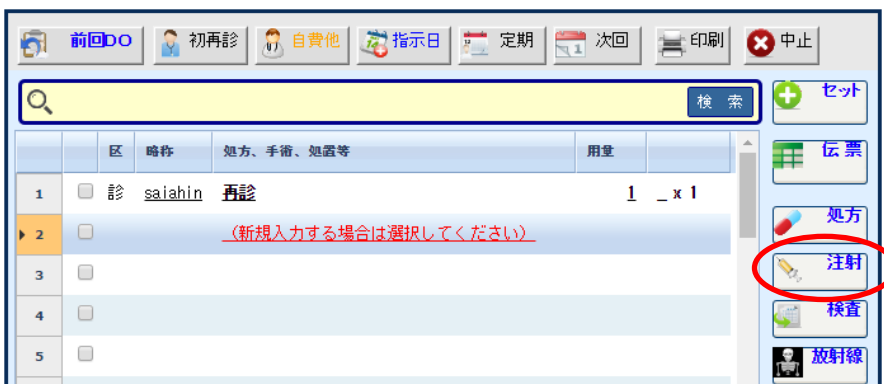 前回DO 初再診 自費他 指示日 定期 1 次回 印刷 中止
検 索 セット
区 略称 処方、手術、処置等 用量
伝票
1 診 saiahin 再診 1 _ x 1
処方
2 (新規入力する場合は選択してください)
3 注射
4 検査
5 放射線